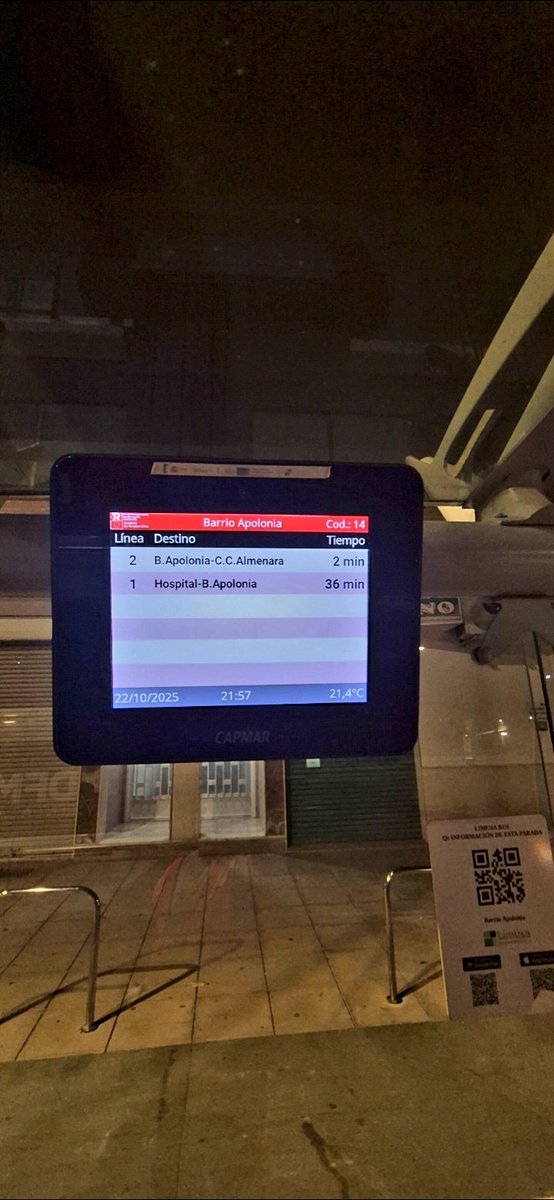 Barrio Apolonia Cod.: 14
Línea Destino Tiempo
2 B.Apolonia-C.C.Almenara 2 min
1 Hospital-B.Apolonia 36 min
22/10/2025 21:57 21,4°C
CAPMAR
LIMUSA BUS
Qr INFORMACIÓN DE ESTA PARADA
Barrio Apolonia